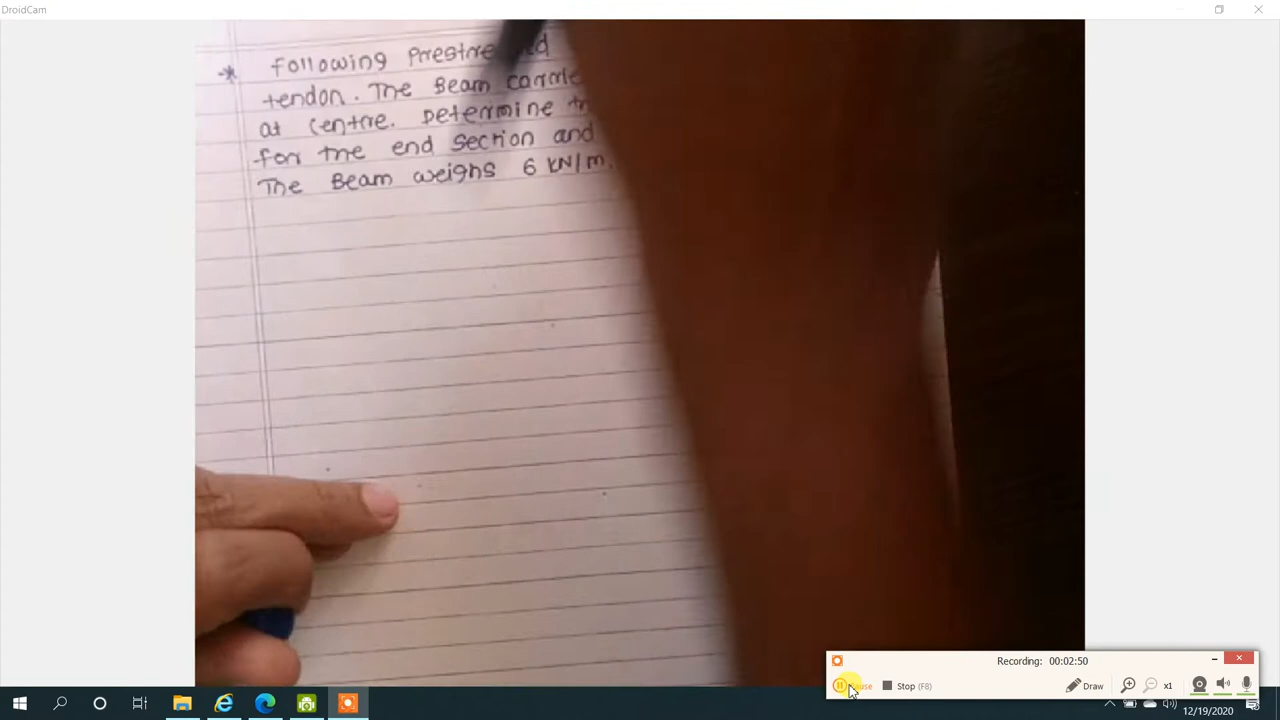 DroidCam
* following Prestre
tendon. The Beam carrie
at centre. Determine
for the end section and
The Beam weighs 6 kN/m.
Recording: 00:02:50
Pause Stop (F8) Draw x1
12/19/2020